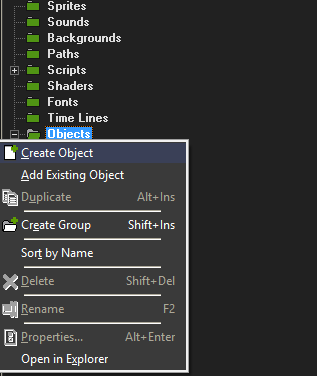 Sprites
Sounds
Backgrounds
Paths
Scripts
Shaders
Fonts
Time Lines
Objects
Create Object
Add Existing Object
Duplicate Alt+Ins
Create Group Shift+Ins
Sort by Name
Delete Shift+Del
Rename F2
Properties... Alt+Enter
Open in Explorer